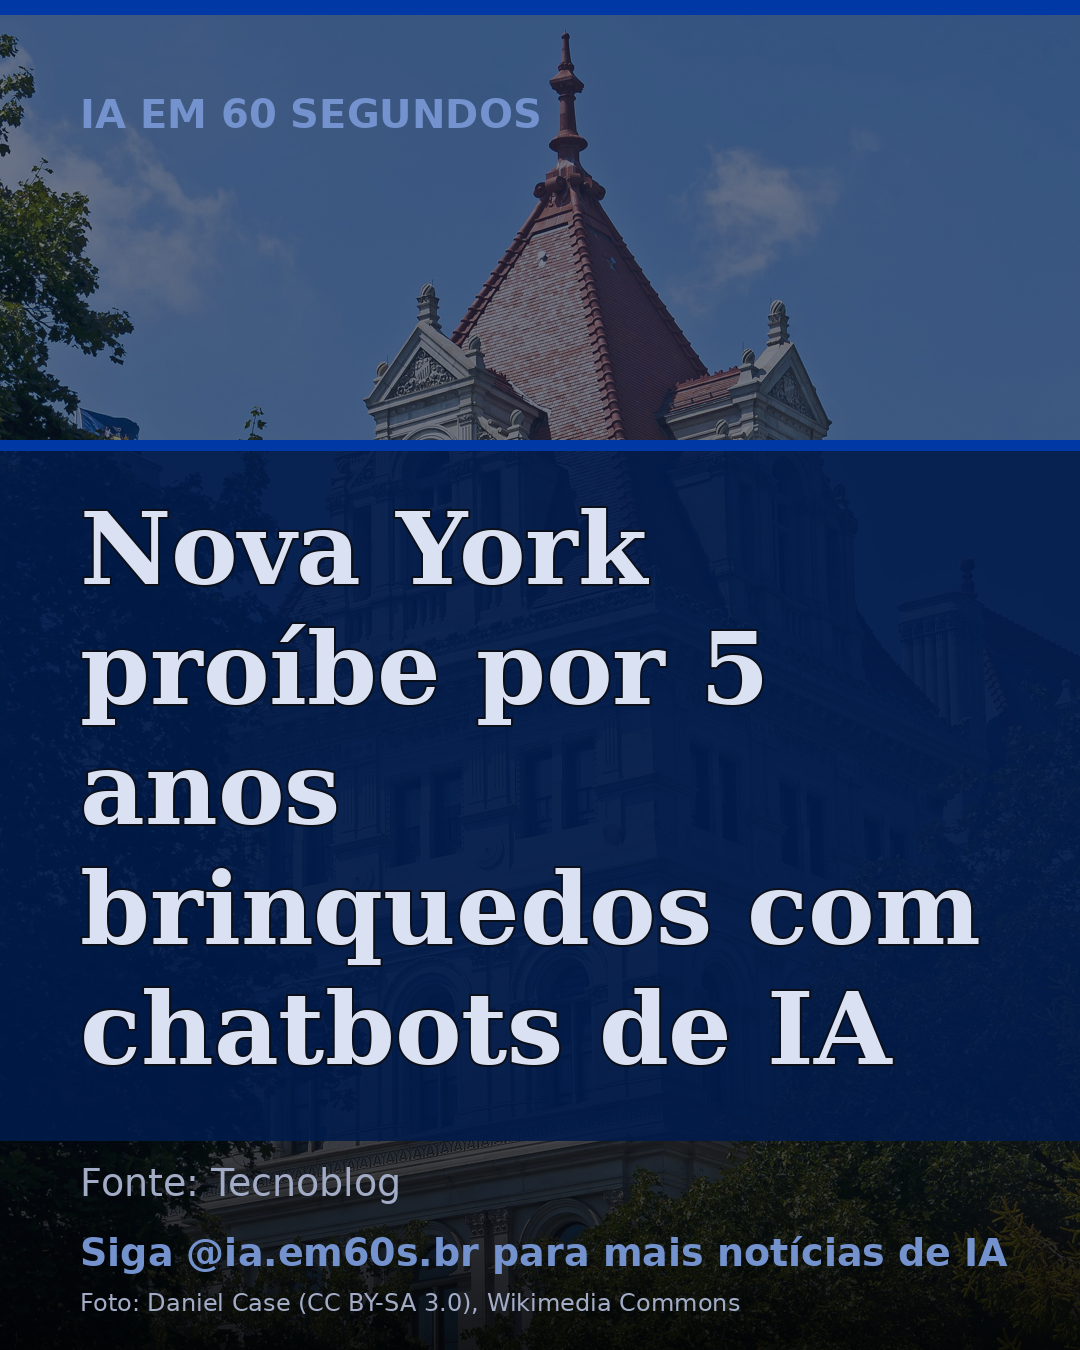 IA EM 60 SEGUNDOS
Nova York
proíbe por 5
anos
brinquedos com
chatbots de IA
Fonte: Tecnoblog
Siga @ia.em60s.br para mais notícias de IA
Foto: Daniel Case (CC BY-SA 3.0), Wikimedia Commons